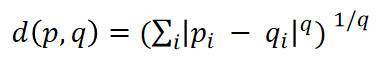 d(p, q) = (∑ᵢ|pᵢ − qᵢ|^q)^1/q